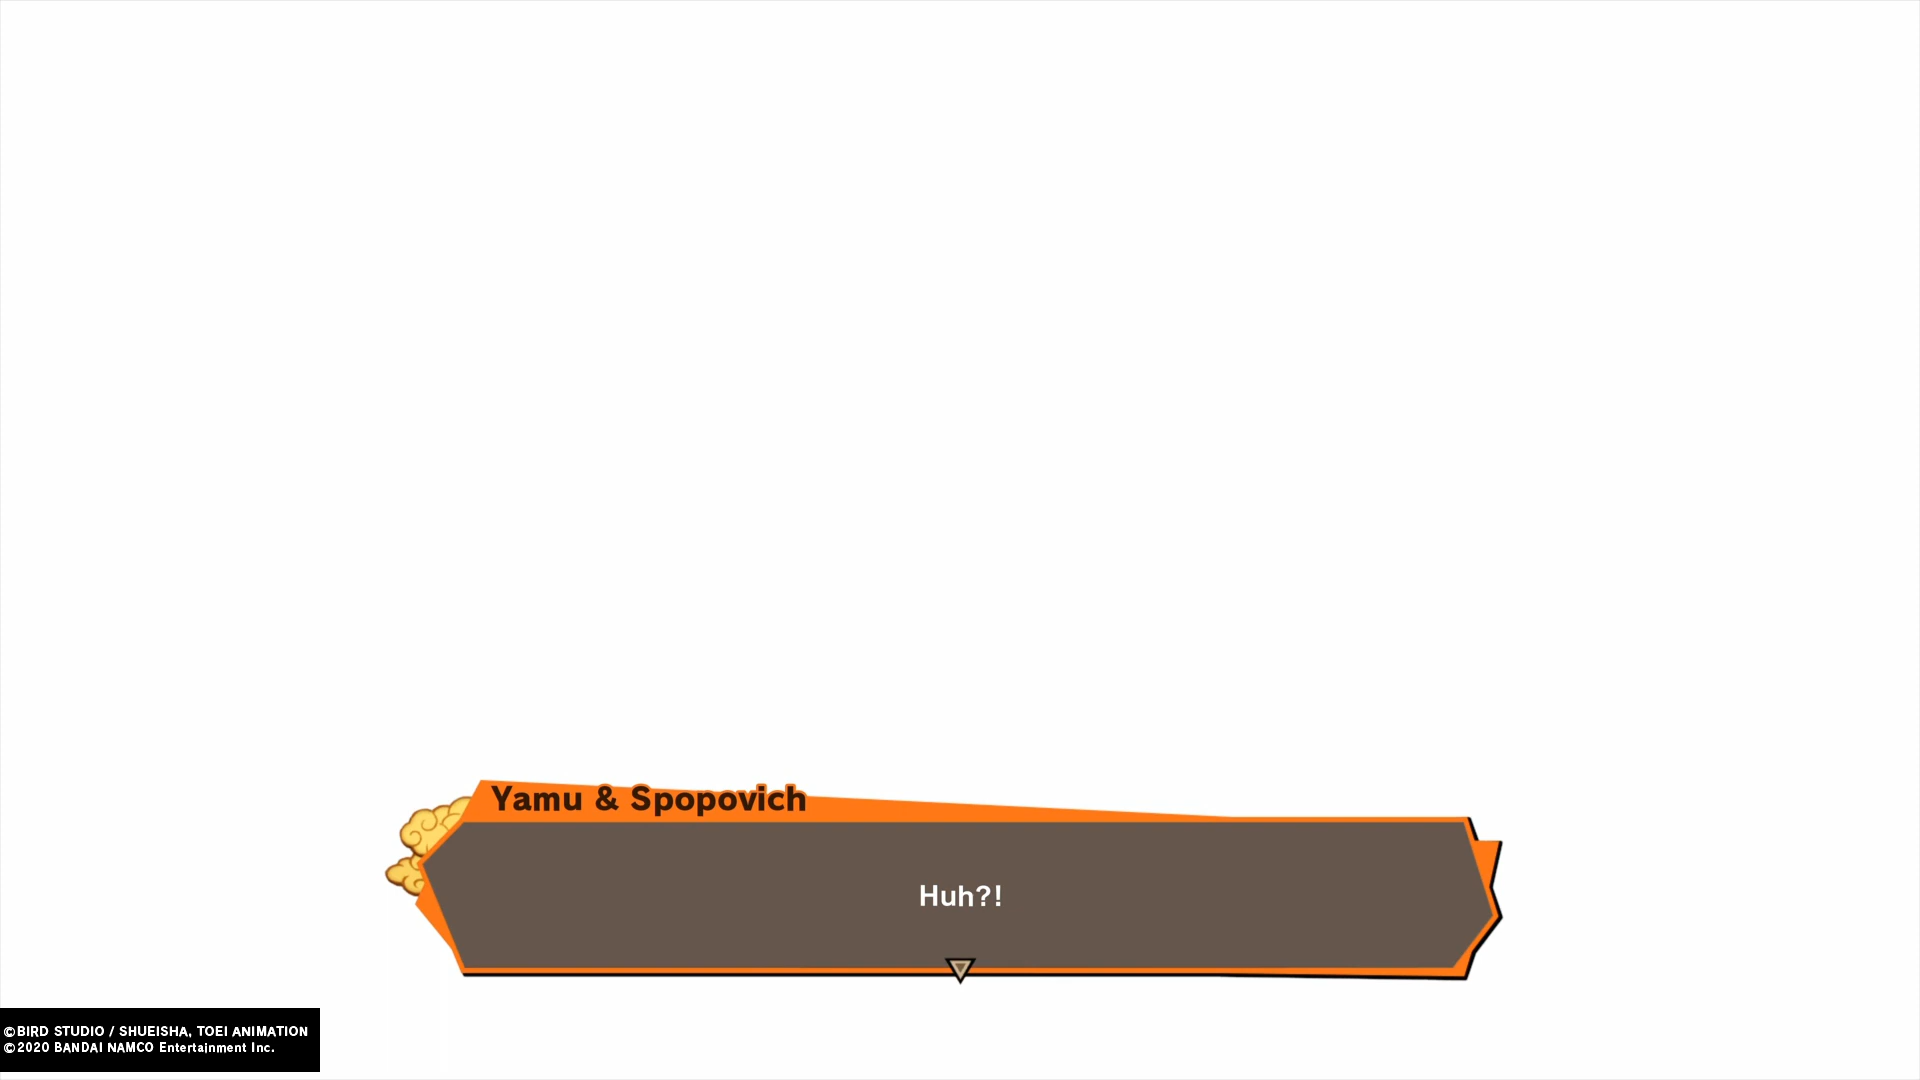 Yamu & Spopovich
Huh?!
©BIRD STUDIO / SHUEISHA, TOEI ANIMATION
©2020 BANDAI NAMCO Entertainment Inc.